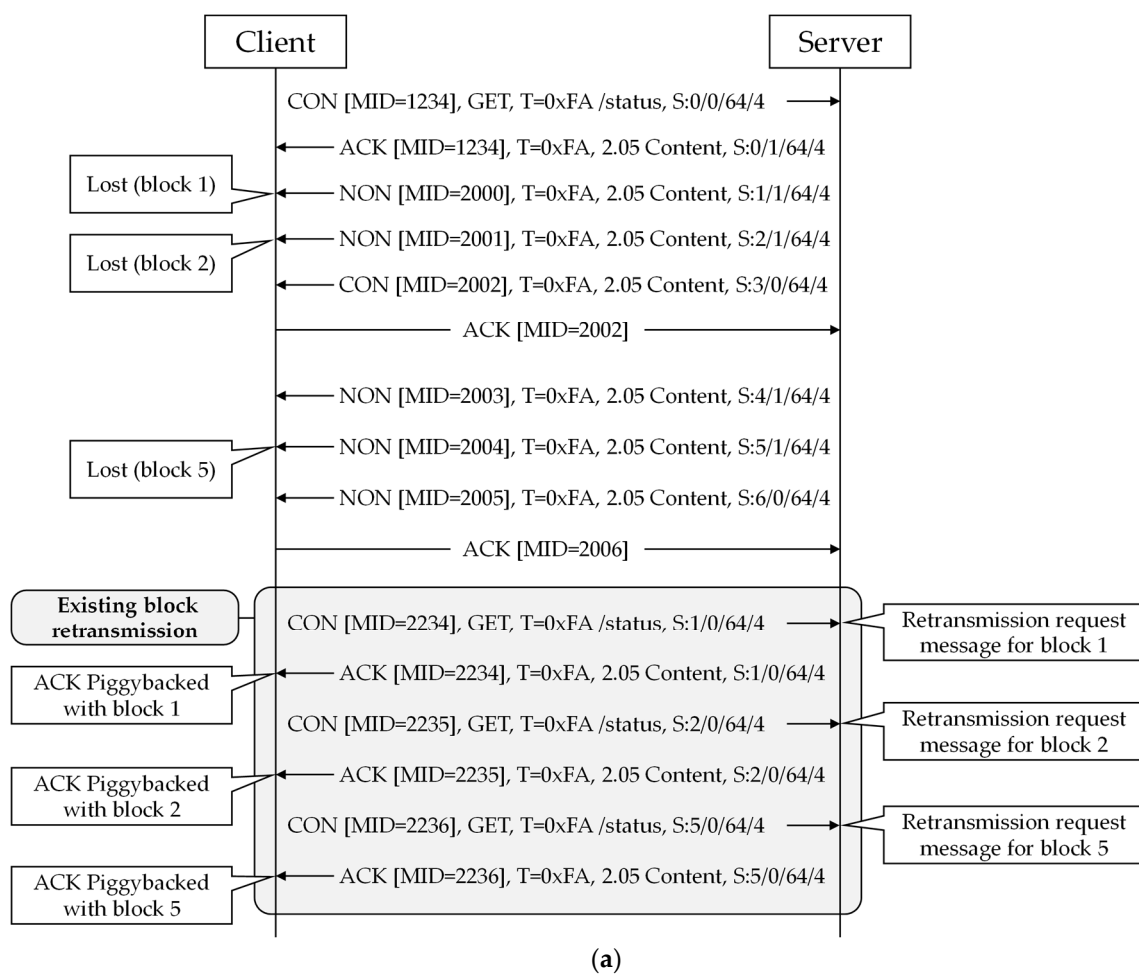 Client
Server
CON [MID=1234], GET, T=0xFA /status, S:0/0/64/4
ACK [MID=1234], T=0xFA, 2.05 Content, S:0/1/64/4
Lost (block 1)
NON [MID=2000], T=0xFA, 2.05 Content, S:1/1/64/4
Lost (block 2)
NON [MID=2001], T=0xFA, 2.05 Content, S:2/1/64/4
CON [MID=2002], T=0xFA, 2.05 Content, S:3/0/64/4
ACK [MID=2002]
NON [MID=2003], T=0xFA, 2.05 Content, S:4/1/64/4
Lost (block 5)
NON [MID=2004], T=0xFA, 2.05 Content, S:5/1/64/4
NON [MID=2005], T=0xFA, 2.05 Content, S:6/0/64/4
ACK [MID=2006]
Existing block
retransmission
CON [MID=2234], GET, T=0xFA /status, S:1/0/64/4
Retransmission request
message for block 1
ACK Piggybacked
with block 1
ACK [MID=2234], T=0xFA, 2.05 Content, S:1/0/64/4
CON [MID=2235], GET, T=0xFA /status, S:2/0/64/4
Retransmission request
message for block 2
ACK Piggybacked
with block 2
ACK [MID=2235], T=0xFA, 2.05 Content, S:2/0/64/4
CON [MID=2236], GET, T=0xFA /status, S:5/0/64/4
Retransmission request
message for block 5
ACK Piggybacked
with block 5
ACK [MID=2236], T=0xFA, 2.05 Content, S:5/0/64/4
(a)